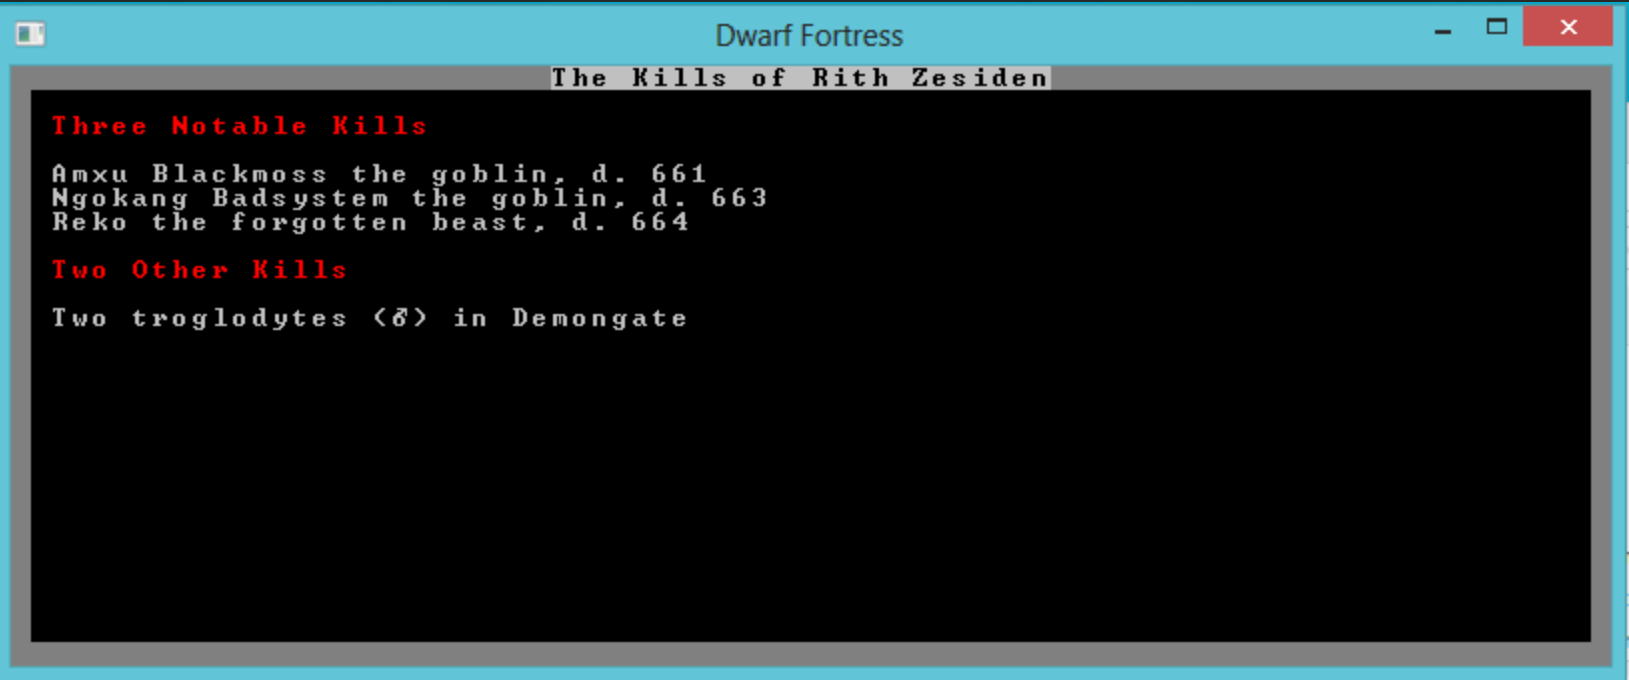 Dwarf Fortress
The Kills of Rith Zesiden
Three Notable Kills
Amxu Blackmoss the goblin, d. 661
Ngokang Badsystem the goblin, d. 663
Reko the forgotten beast, d. 664
Two Other Kills
Two troglodytes (♂) in Demongate